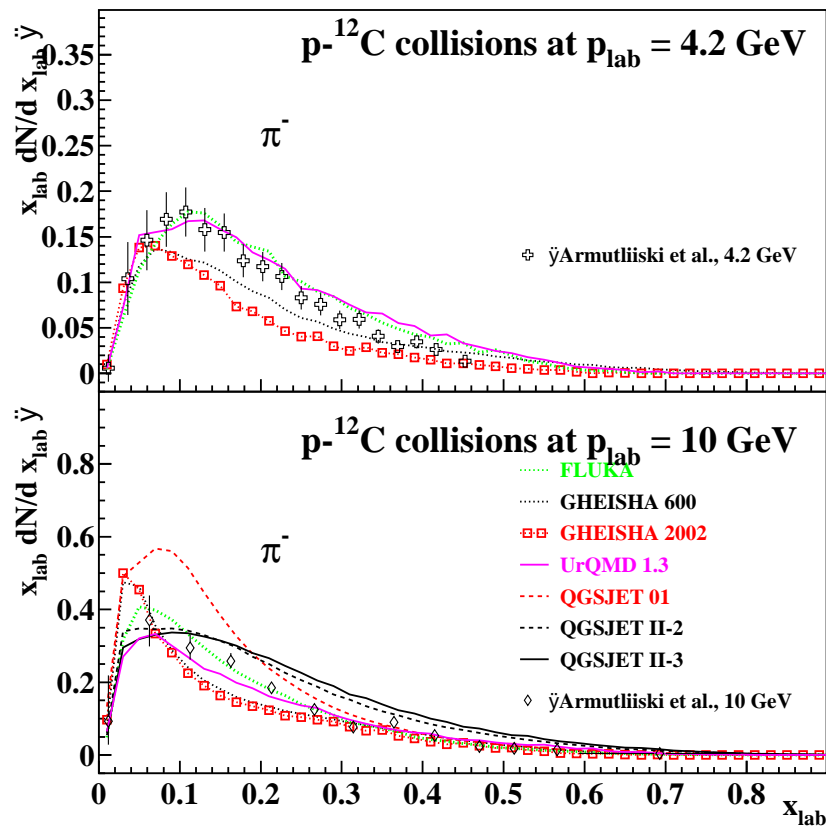 p-¹²C collisions at p_lab = 4.2 GeV
x_lab dN/d x_lab ÿ
π⁻
ÿArmutliiski et al., 4.2 GeV
0.35
0.3
0.25
0.2
0.15
0.1
0.05
0
p-¹²C collisions at p_lab = 10 GeV
x_lab dN/d x_lab ÿ
π⁻
FLUKA
GHEISHA 600
GHEISHA 2002
UrQMD 1.3
QGSJET 01
QGSJET II-2
QGSJET II-3
ÿArmutliiski et al., 10 GeV
0.8
0.6
0.4
0.2
0
0 0.1 0.2 0.3 0.4 0.5 0.6 0.7 0.8
x_lab